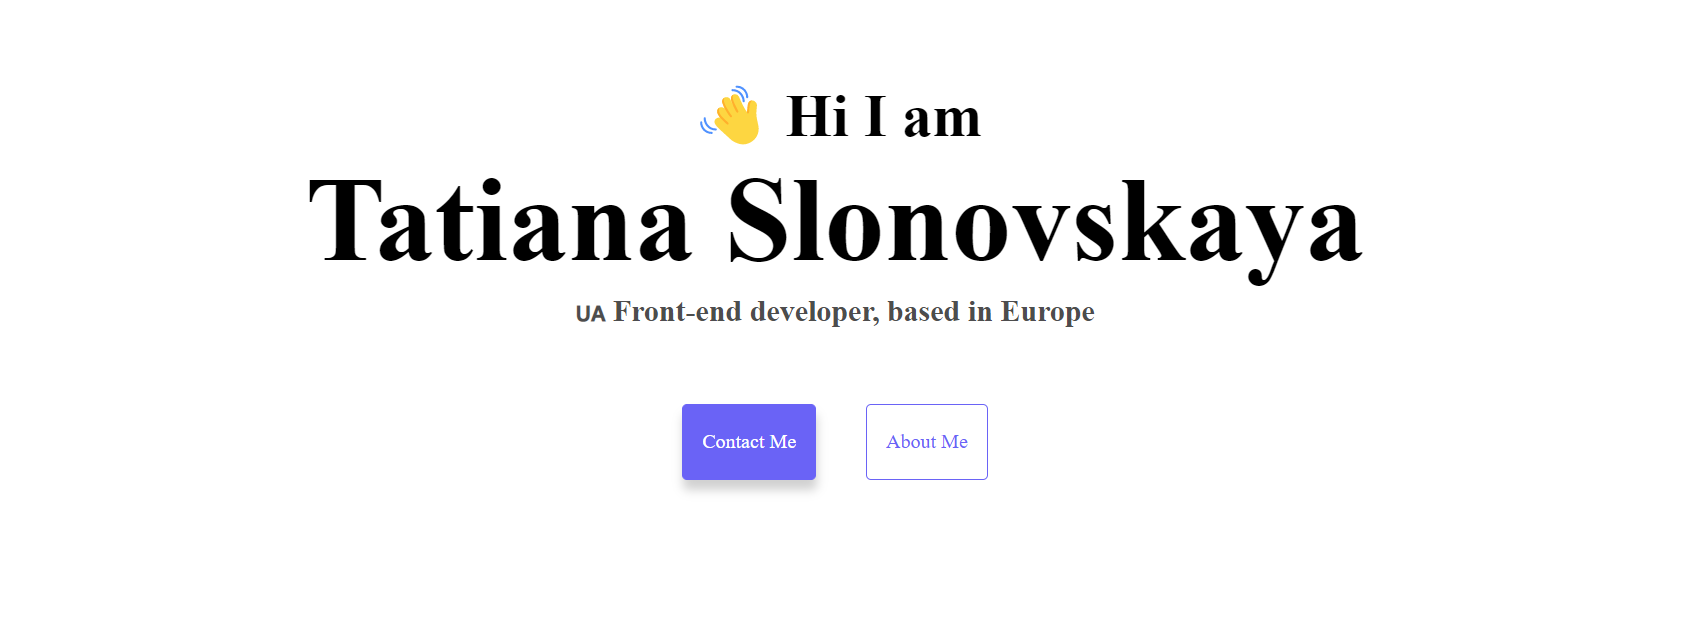 Hi I am
Tatiana Slonovskaya
UA Front-end developer, based in Europe
Contact Me
About Me